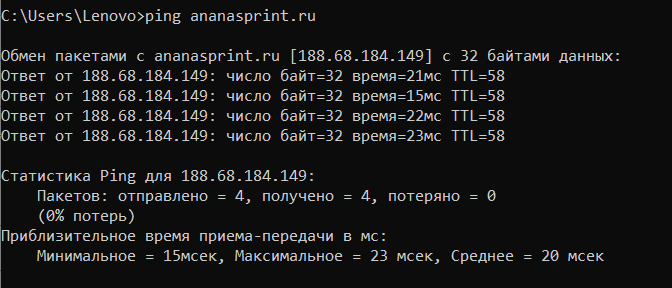 C:\Users\Lenovo>ping ananasprint.ru
Обмен пакетами с ananasprint.ru [188.68.184.149] с 32 байтами данных:
Ответ от 188.68.184.149: число байт=32 время=21мс TTL=58
Ответ от 188.68.184.149: число байт=32 время=15мс TTL=58
Ответ от 188.68.184.149: число байт=32 время=22мс TTL=58
Ответ от 188.68.184.149: число байт=32 время=23мс TTL=58
Статистика Ping для 188.68.184.149:
Пакетов: отправлено = 4, получено = 4, потеряно = 0
(0% потерь)
Приблизительное время приема-передачи в мс:
Минимальное = 15мсек, Максимальное = 23 мсек, Среднее = 20 мсек